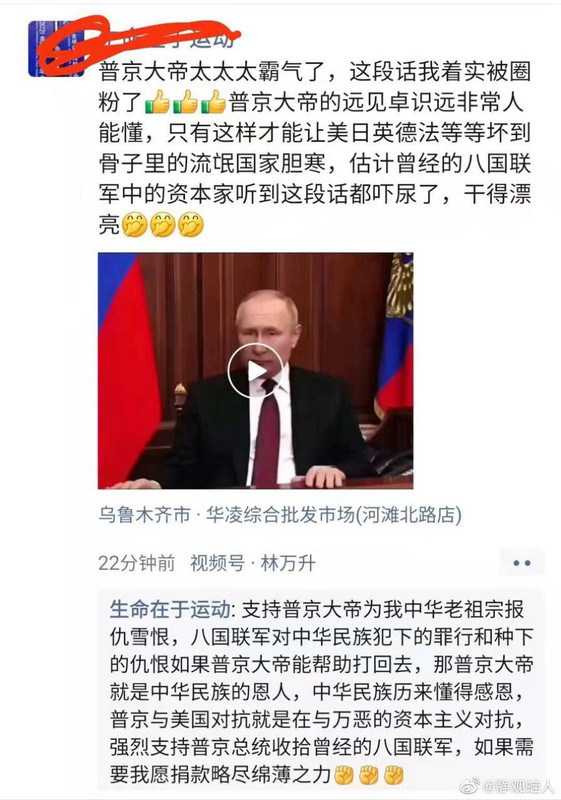 生命在于运动
普京大帝太太太霸气了，这段话我着实被圈
粉了👍👍👍普京大帝的远见卓识远非常人
能懂，只有这样才能让美日英德法等等坏到
骨子里的流氓国家胆寒，估计曾经的八国联
军中的资本家听到这段话都吓尿了，干得漂
亮🤭🤭🤭
乌鲁木齐市 · 华凌综合批发市场(河滩北路店)
22分钟前 视频号 · 林万升
生命在于运动: 支持普京大帝为我中华老祖宗报
仇雪恨，八国联军对中华民族犯下的罪行和种下
的仇恨如果普京大帝能帮助打回去，那普京大帝
就是中华民族的恩人，中华民族历来懂得感恩，
普京与美国对抗就是在与万恶的资本主义对抗，
强烈支持普京总统收拾曾经的八国联军，如果需
要我愿捐款略尽绵薄之力✊✊✊
@静观蛙人